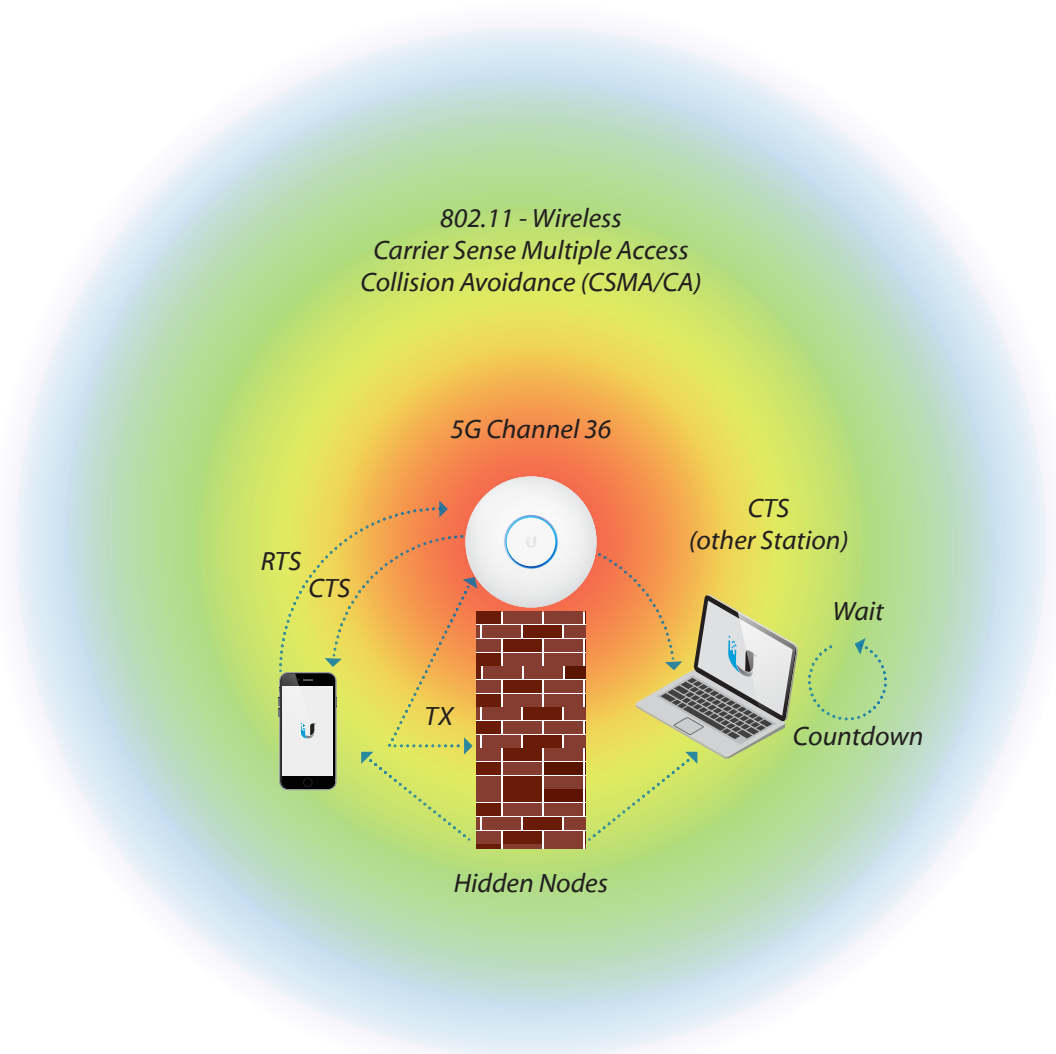 802.11 - Wireless
Carrier Sense Multiple Access
Collision Avoidance (CSMA/CA)
5G Channel 36
CTS
(other Station)
RTS
CTS
Wait
TX
Countdown
Hidden Nodes